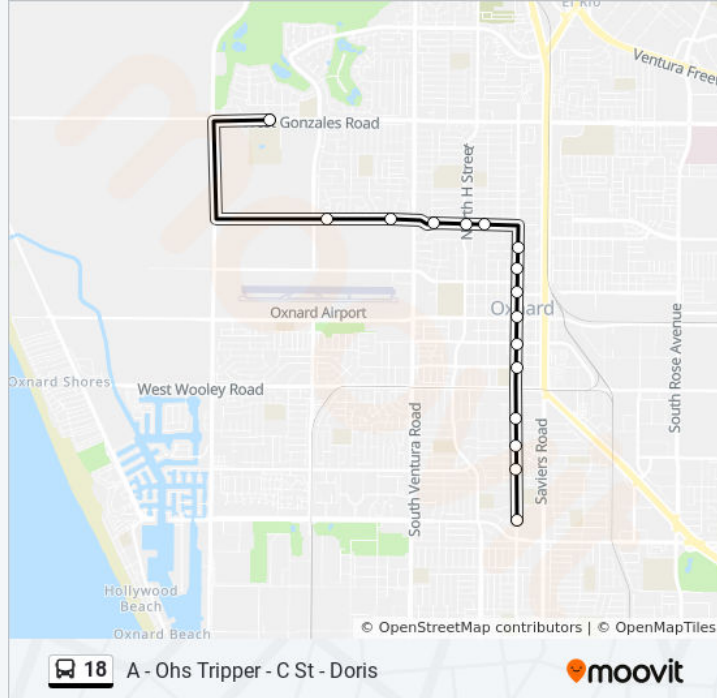 El Rio
Ventura Freew
Gonzales Road
North H Street
Oxnard
Oxnard Airport
South Rose Avenue
Oxnard Shores
West Wooley Road
South Ventura Road
Saviers Road
Hollywood
Beach
Oxnard Beach
© OpenStreetMap contributors | © OpenMapTiles
18 A - Ohs Tripper - C St - Doris
moovit